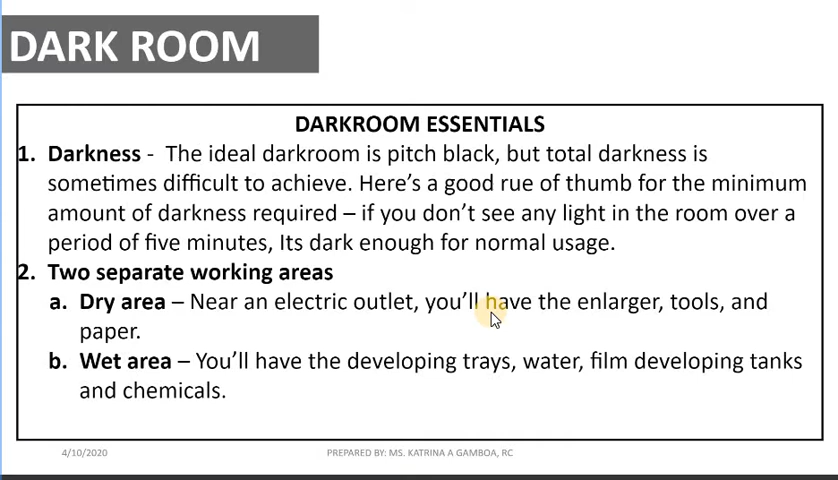 DARK ROOM
DARKROOM ESSENTIALS
1. Darkness - The ideal darkroom is pitch black, but total darkness is
sometimes difficult to achieve. Here's a good rue of thumb for the minimum
amount of darkness required – if you don't see any light in the room over a
period of five minutes, Its dark enough for normal usage.
2. Two separate working areas
a. Dry area – Near an electric outlet, you'll have the enlarger, tools, and
paper.
b. Wet area – You'll have the developing trays, water, film developing tanks
and chemicals.
4/10/2020
PREPARED BY: MS. KATRINA A GAMBOA, RC